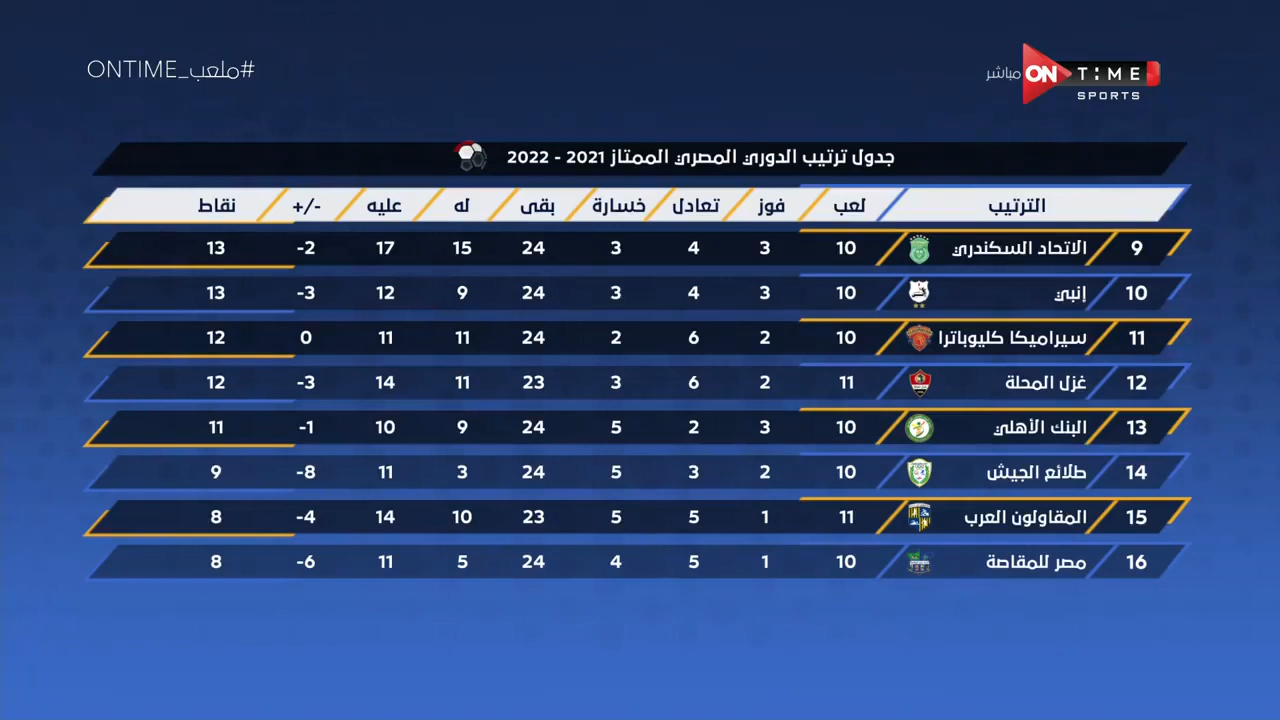 #ملعب_ONTIME
مباشر ON TIME SPORTS
جدول ترتيب الدوري المصري الممتاز 2021 - 2022
الترتيب لعب فوز تعادل خسارة بقى له عليه +/- نقاط
9 الاتحاد السكندري 10 3 4 3 24 15 17 -2 13
10 إنبي 10 3 4 3 24 9 12 -3 13
11 سيراميكا كليوباترا 10 2 6 2 24 11 11 0 12
12 غزل المحلة 11 2 6 3 23 11 14 -3 12
13 البنك الأهلي 10 3 2 5 24 9 10 -1 11
14 طلائع الجيش 10 2 3 5 24 3 11 -8 9
15 المقاولون العرب 11 1 5 5 23 10 14 -4 8
16 مصر للمقاصة 10 1 5 4 24 5 11 -6 8